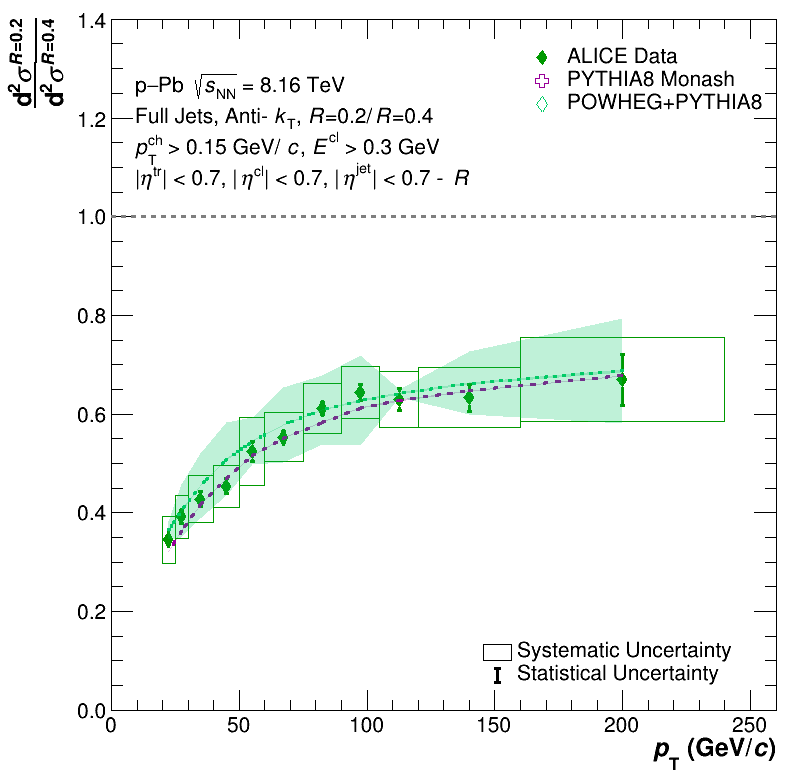 d²σ^R=0.2
d²σ^R=0.4
ALICE Data
PYTHIA8 Monash
POWHEG+PYTHIA8
p–Pb √s_NN = 8.16 TeV
Full Jets, Anti- k_T, R=0.2/ R=0.4
p_T^ch > 0.15 GeV/ c, E^cl > 0.3 GeV
|η^tr| < 0.7, | η^cl| < 0.7, | η^jet| < 0.7 - R
1.4
1.2
1.0
0.8
0.6
0.4
0.2
0.0
Systematic Uncertainty
Statistical Uncertainty
0 50 100 150 200 250
p_T (GeV/c)